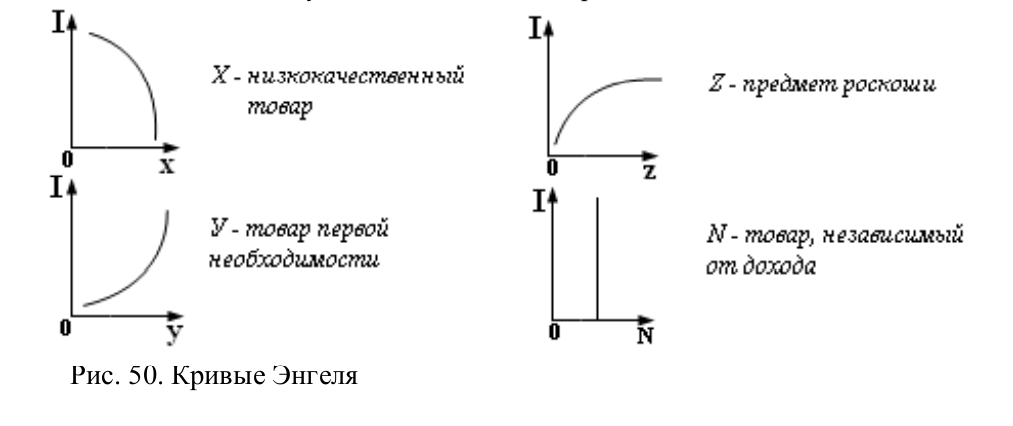 I
X - низкокачественный
товар
0
X
I
Z - предмет роскоши
0
Z
I
У - товар первой
необходимости
0
У
I
N - товар, независимый
от дохода
0
N
Рис. 50. Кривые Энгеля